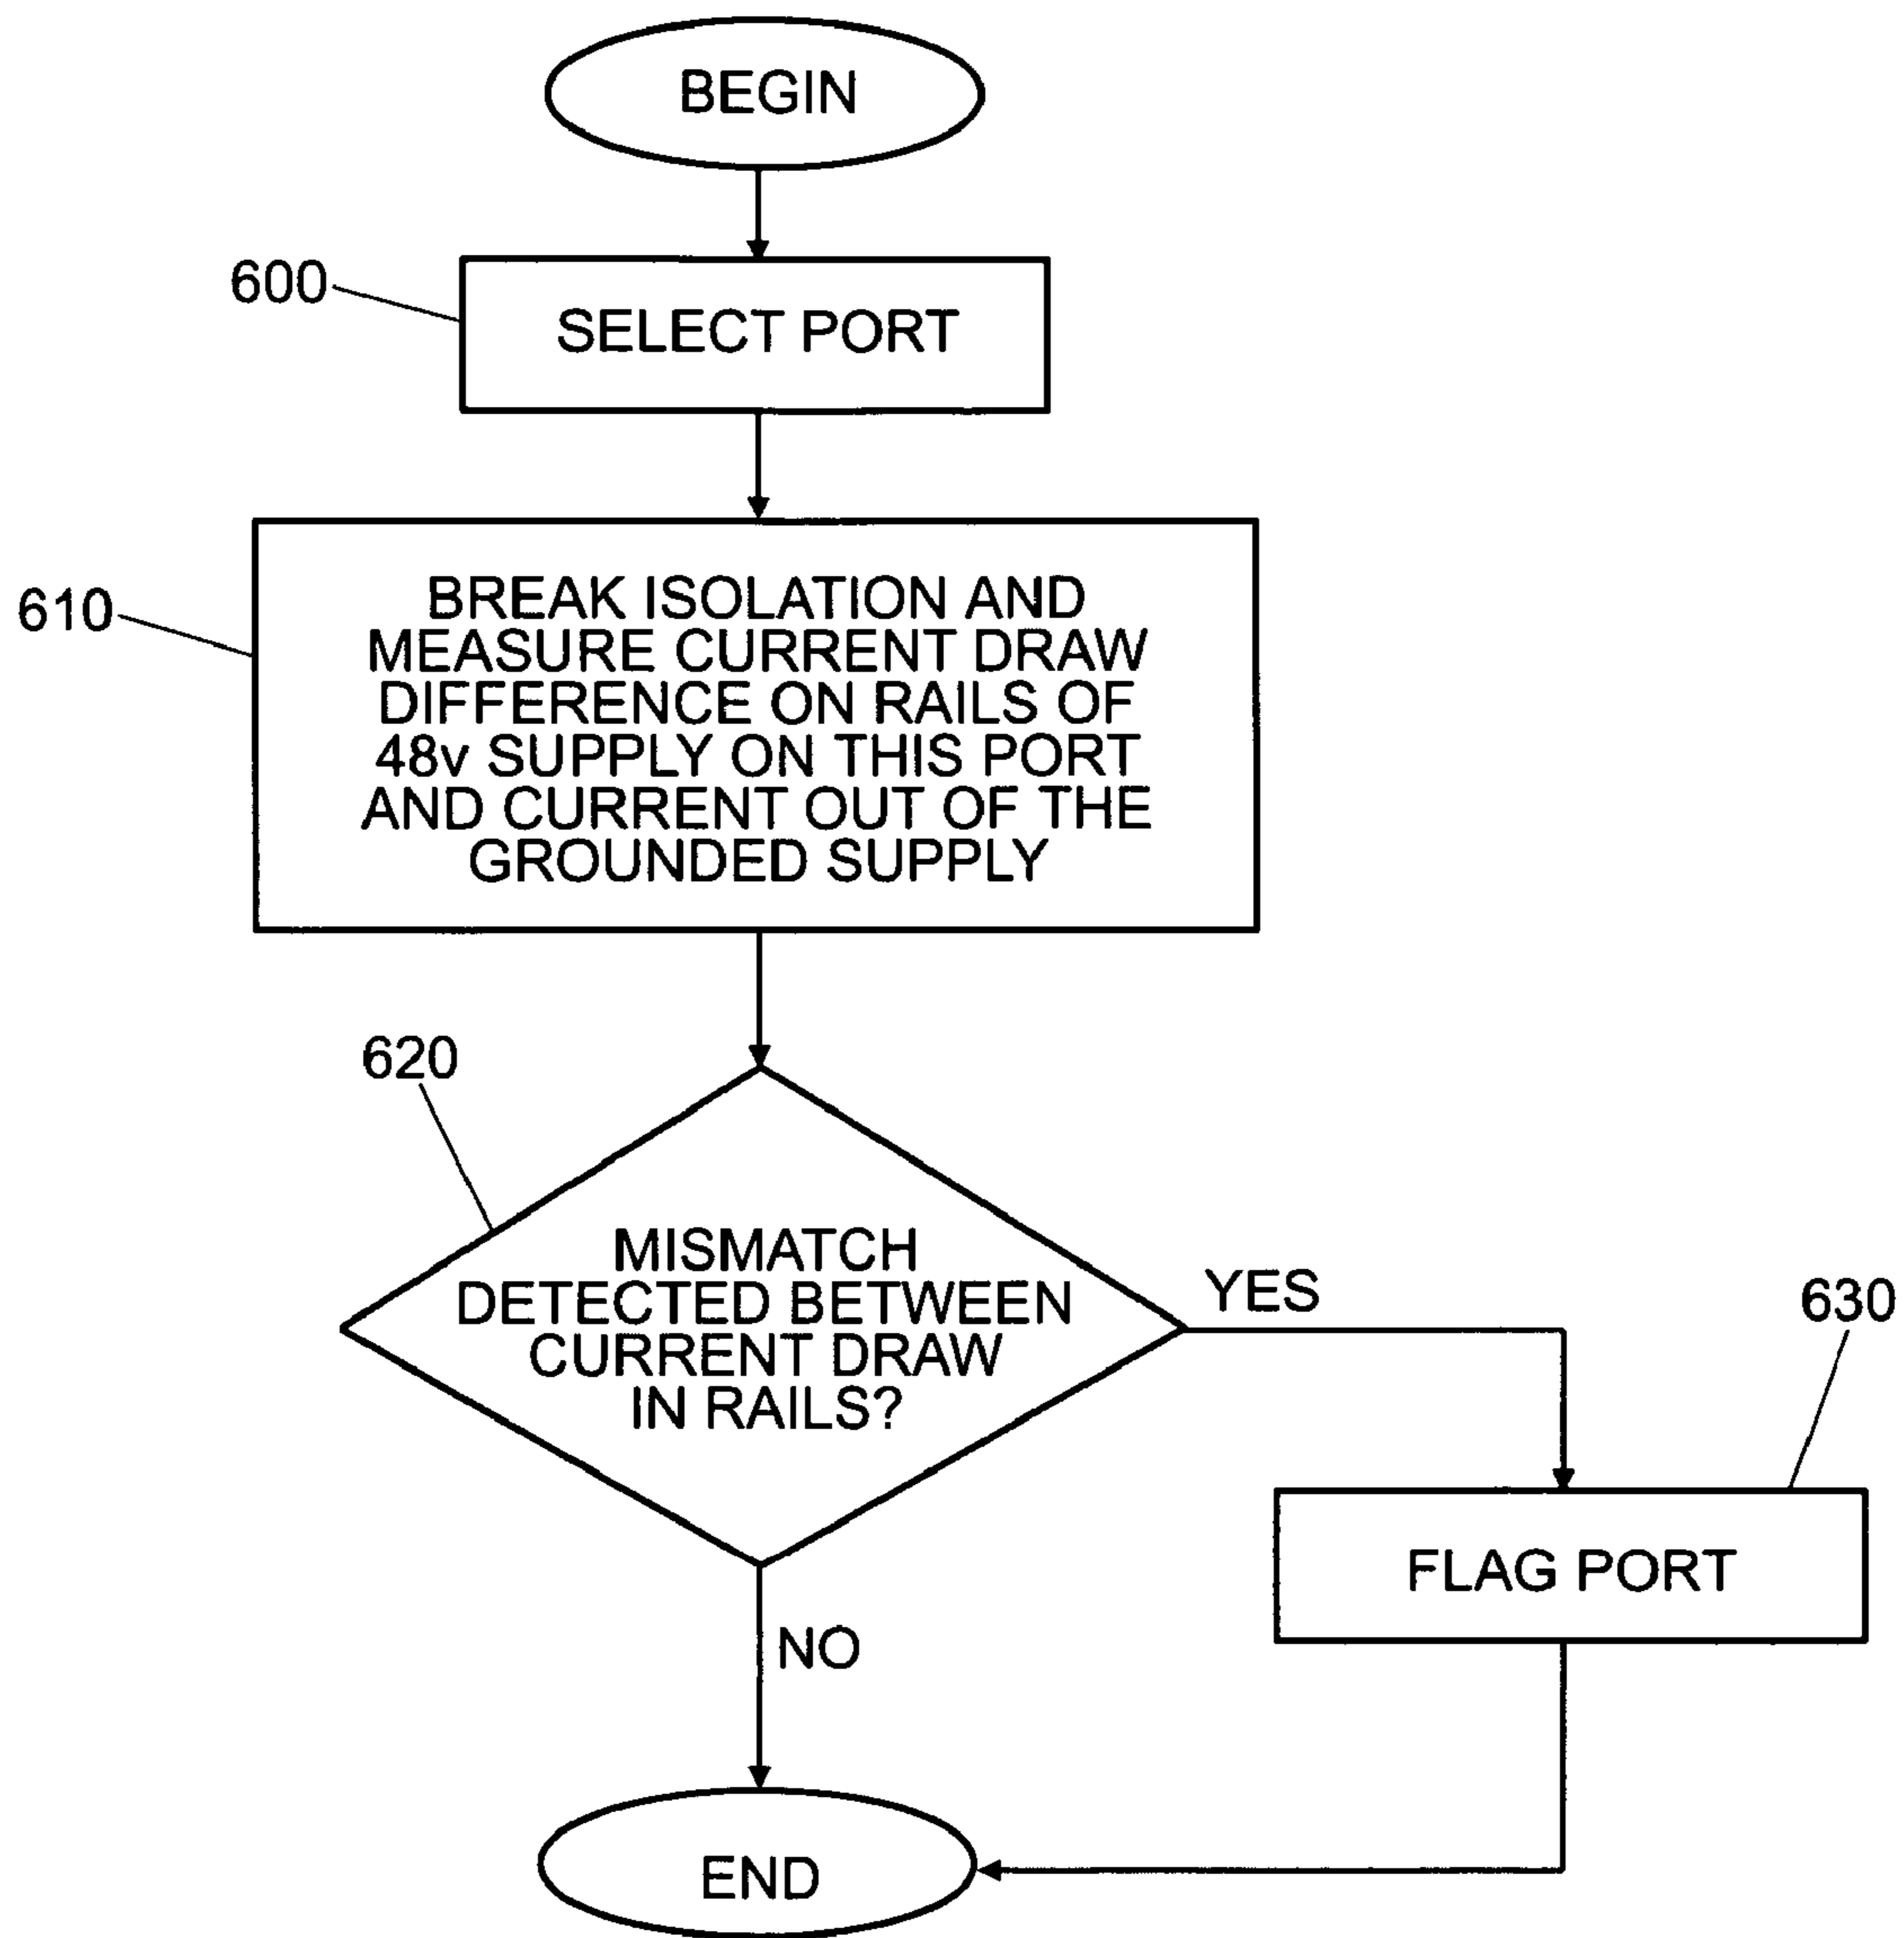 BEGIN
600
SELECT PORT
610
BREAK ISOLATION AND
MEASURE CURRENT DRAW
DIFFERENCE ON RAILS OF
48v SUPPLY ON THIS PORT
AND CURRENT OUT OF THE
GROUNDED SUPPLY
620
MISMATCH
DETECTED BETWEEN
CURRENT DRAW
IN RAILS?
YES
630
FLAG PORT
NO
END